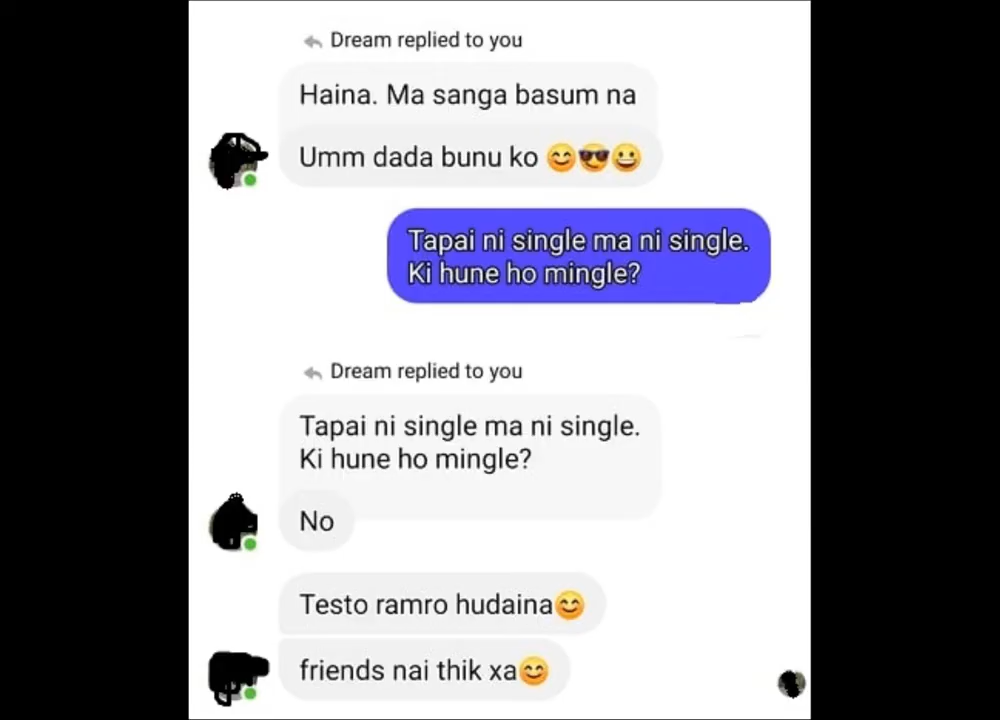 Dream replied to you
Haina. Ma sanga basum na
Umm dada bunu ko 😊😎😀
Tapai ni single ma ni single.
Ki hune ho mingle?
Dream replied to you
Tapai ni single ma ni single.
Ki hune ho mingle?
No
Testo ramro hudaina😊
friends nai thik xa😊